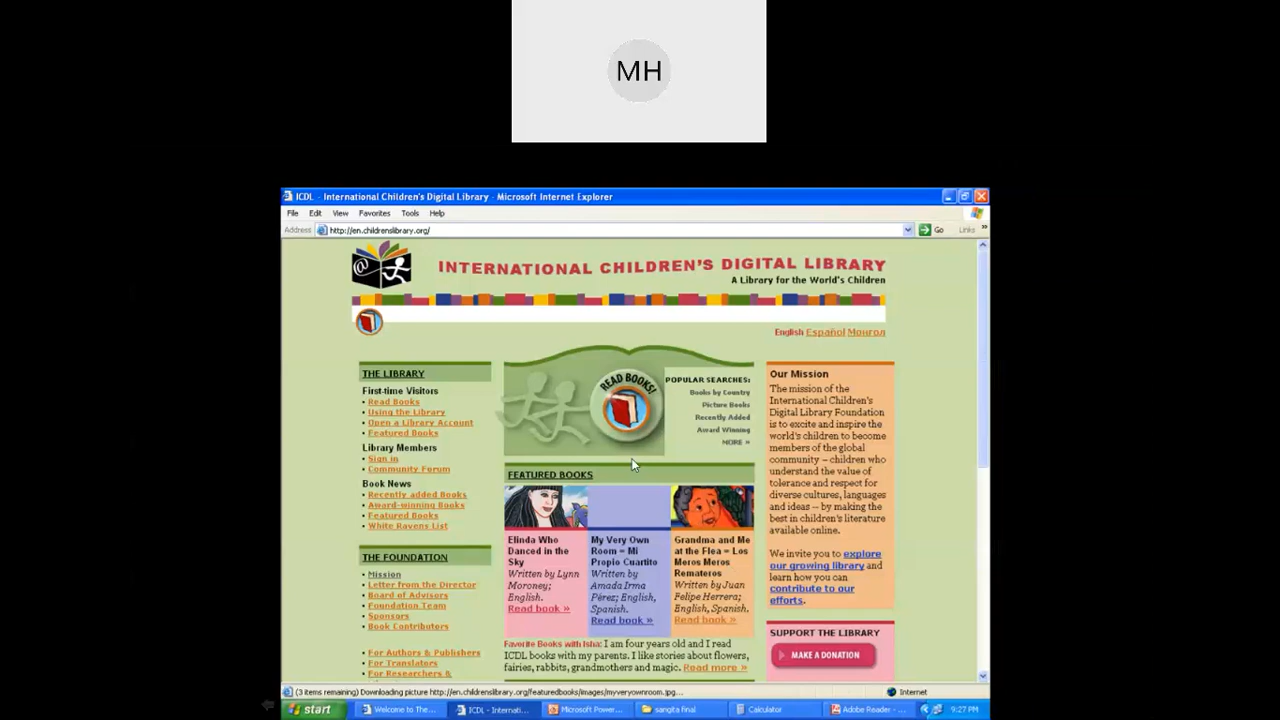 MH
ICDL - International Children's Digital Library - Microsoft Internet Explorer
File Edit View Favorites Tools Help
Address http://en.childrenslibrary.org/ Go Links »
INTERNATIONAL CHILDREN'S DIGITAL LIBRARY
A Library for the World's Children
English Español Монгол
THE LIBRARY
First-time Visitors
• Read Books
• Using the Library
• Open a Library Account
• Featured Books
Library Members
• Sign in
• Community Forum
Book News
• Recently added Books
• Award-winning Books
• Featured Books
• White Ravens List
THE FOUNDATION
• Mission
• Letter from the Director
• Board of Advisors
• Foundation Team
• Sponsors
• Book Contributors
• For Authors & Publishers
• For Translators
• For Researchers &
READ BOOKS!
POPULAR SEARCHES:
Books by Country
Picture Books
Recently Added
Award Winning
MORE »
FEATURED BOOKS
Elinda Who
Danced in the
Sky
Written by Lynn
Moroney;
English.
Read book »
My Very Own
Room = Mi
Propio Cuartito
Written by
Amada Irma
Pérez; English,
Spanish.
Read book »
Grandma and Me
at the Flea = Los
Meros Meros
Remateros
Written by Juan
Felipe Herrera;
English, Spanish.
Read book »
Favorite Books with Isha: I am four years old and I read
ICDL books with my parents. I like stories about flowers,
fairies, rabbits, grandmothers and magic. Read more »
Our Mission
The mission of the
International Children's
Digital Library Foundation
is to excite and inspire the
world's children to become
members of the global
community – children who
understand the value of
tolerance and respect for
diverse cultures, languages
and ideas -- by making the
best in children's literature
available online.
We invite you to explore
our growing library and
learn how you can
contribute to our
efforts.
SUPPORT THE LIBRARY
MAKE A DONATION
(3 items remaining) Downloading picture http://en.childrenslibrary.org/featuredbooks/images/myveryownroom.jpg... Internet
start Welcome to The... ICDL - Internati... Microsoft Power... sangita final Calculator Adobe Reader - ... 9:27 PM